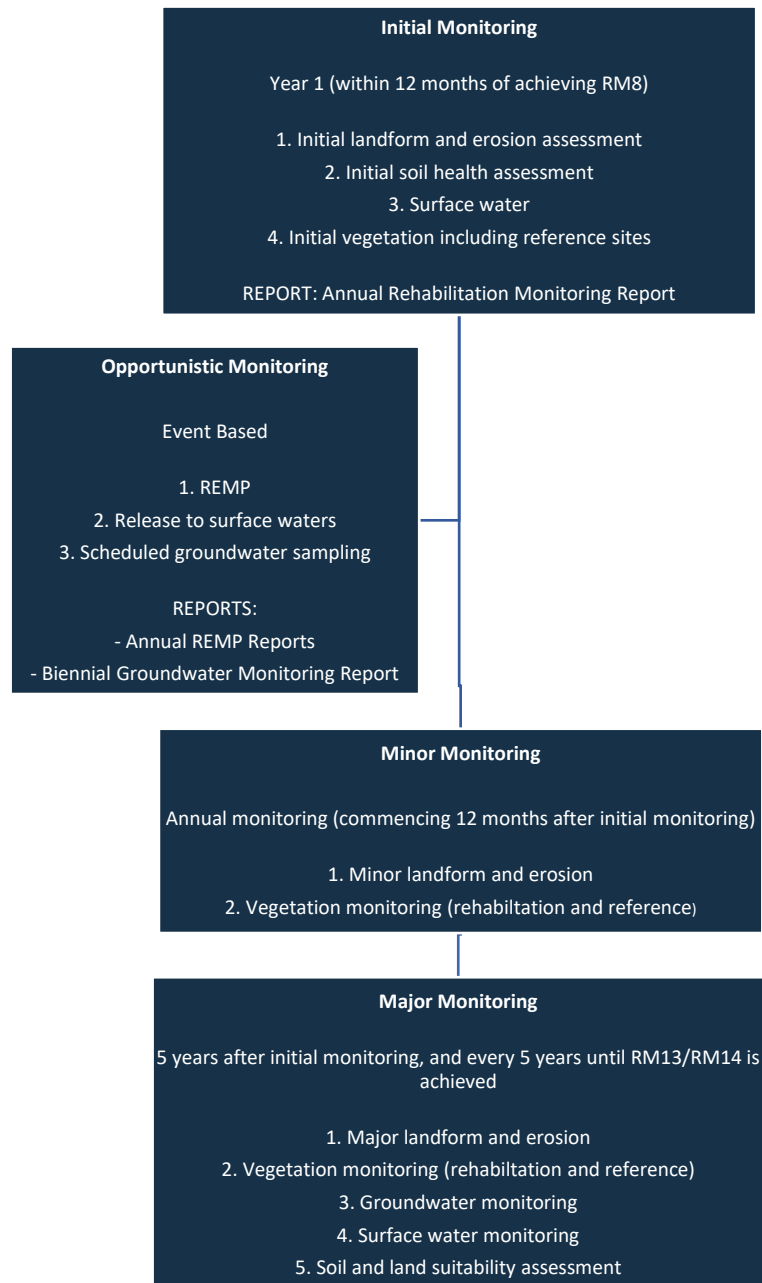 Initial Monitoring
Year 1 (within 12 months of achieving RM8)
1. Initial landform and erosion assessment
2. Initial soil health assessment
3. Surface water
4. Initial vegetation including reference sites
REPORT: Annual Rehabilitation Monitoring Report
Opportunistic Monitoring
Event Based
1. REMP
2. Release to surface waters
3. Scheduled groundwater sampling
REPORTS:
- Annual REMP Reports
- Biennial Groundwater Monitoring Report
Minor Monitoring
Annual monitoring (commencing 12 months after initial monitoring)
1. Minor landform and erosion
2. Vegetation monitoring (rehabiltation and reference)
Major Monitoring
5 years after initial monitoring, and every 5 years until RM13/RM14 is
achieved
1. Major landform and erosion
2. Vegetation monitoring (rehabiltation and reference)
3. Groundwater monitoring
4. Surface water monitoring
5. Soil and land suitability assessment